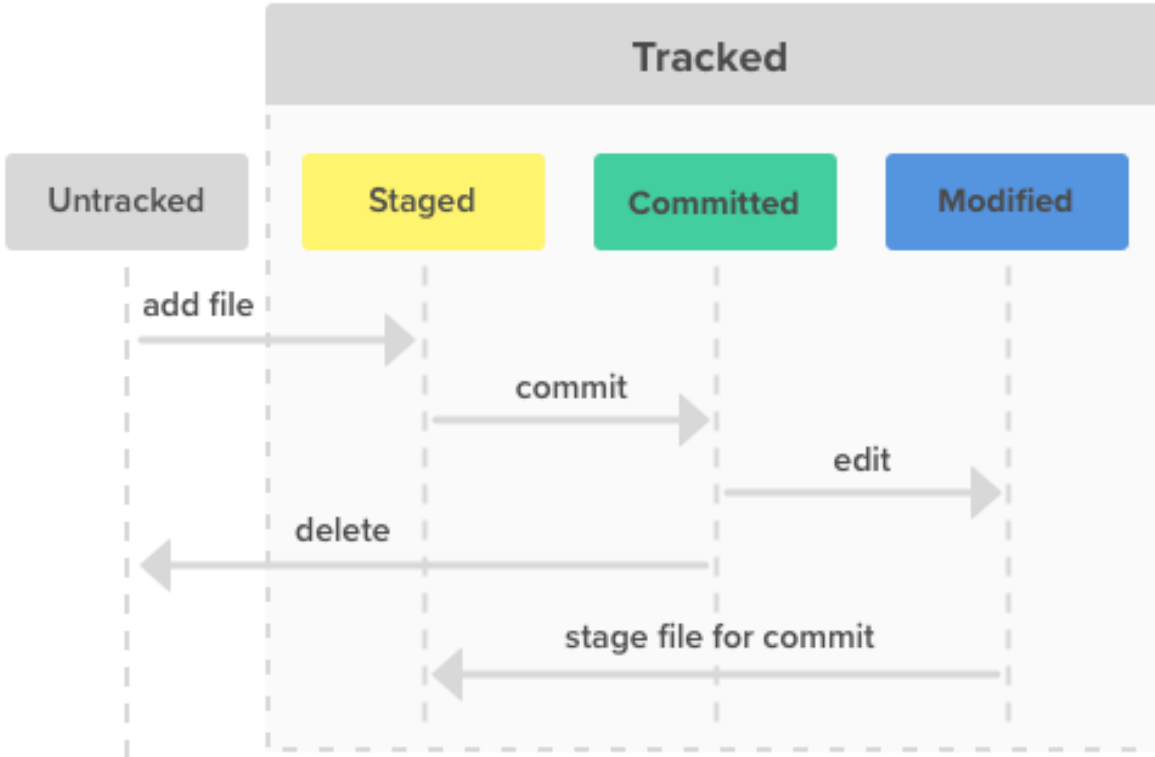 Tracked
Untracked
Staged
Committed
Modified
add file
commit
edit
delete
stage file for commit